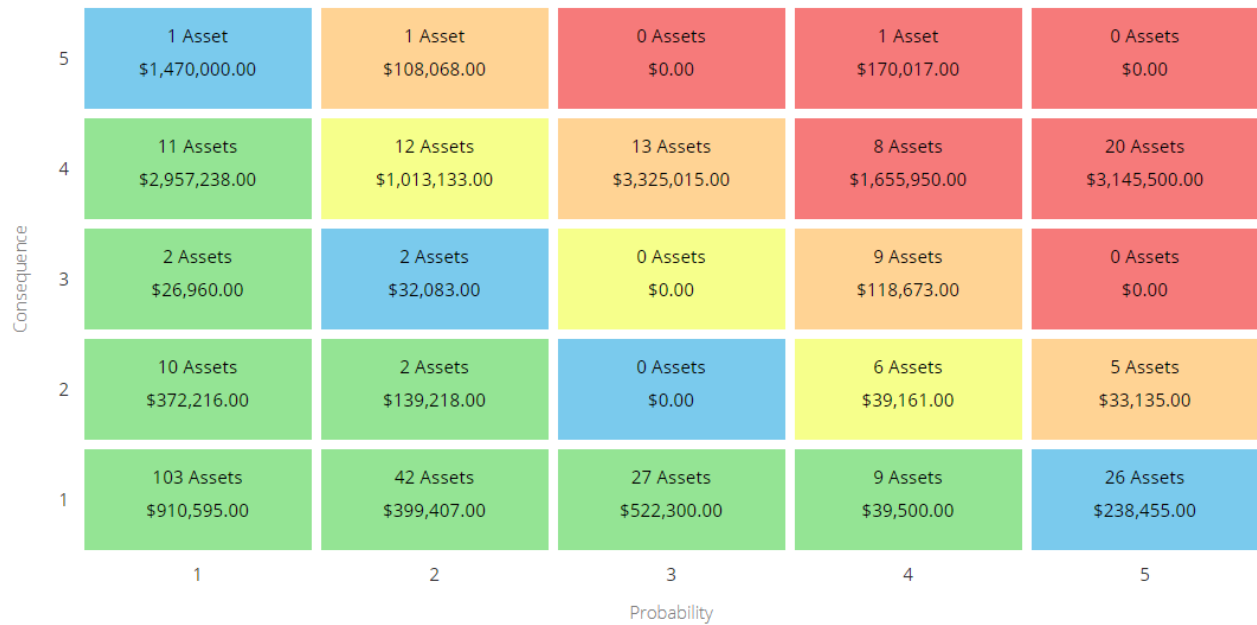 5
1 Asset
$1,470,000.00
1 Asset
$108,068.00
0 Assets
$0.00
1 Asset
$170,017.00
0 Assets
$0.00
4
11 Assets
$2,957,238.00
12 Assets
$1,013,133.00
13 Assets
$3,325,015.00
8 Assets
$1,655,950.00
20 Assets
$3,145,500.00
Consequence
3
2 Assets
$26,960.00
2 Assets
$32,083.00
0 Assets
$0.00
9 Assets
$118,673.00
0 Assets
$0.00
2
10 Assets
$372,216.00
2 Assets
$139,218.00
0 Assets
$0.00
6 Assets
$39,161.00
5 Assets
$33,135.00
1
103 Assets
$910,595.00
42 Assets
$399,407.00
27 Assets
$522,300.00
9 Assets
$39,500.00
26 Assets
$238,455.00
1
2
3
4
5
Probability